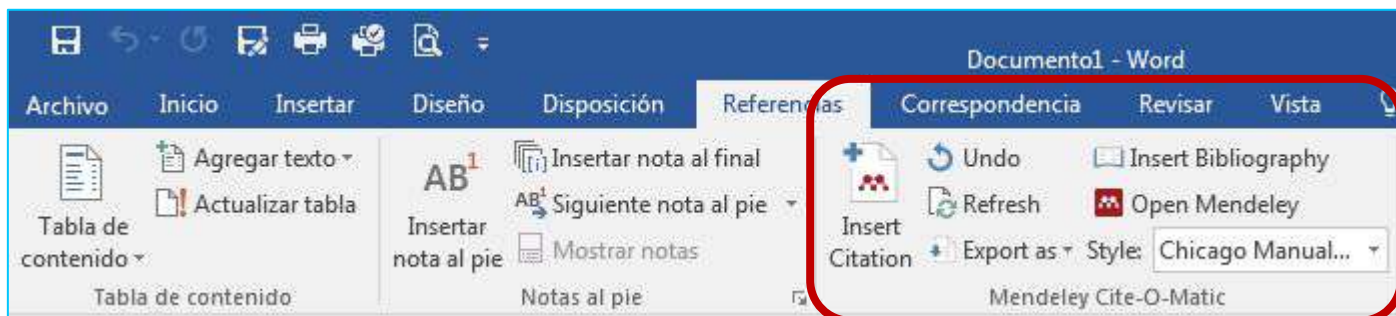 Documento1 - Word
Archivo Inicio Insertar Diseño Disposición Referencias Correspondencia Revisar Vista
Tabla de
contenido
Agregar texto
Actualizar tabla
Tabla de contenido
AB1
Insertar
nota al pie
[i] Insertar nota al final
AB1 Siguiente nota al pie
Mostrar notas
Notas al pie
Insert
Citation
Undo
Refresh
Export as
Insert Bibliography
Open Mendeley
Style: Chicago Manual...
Mendeley Cite-O-Matic